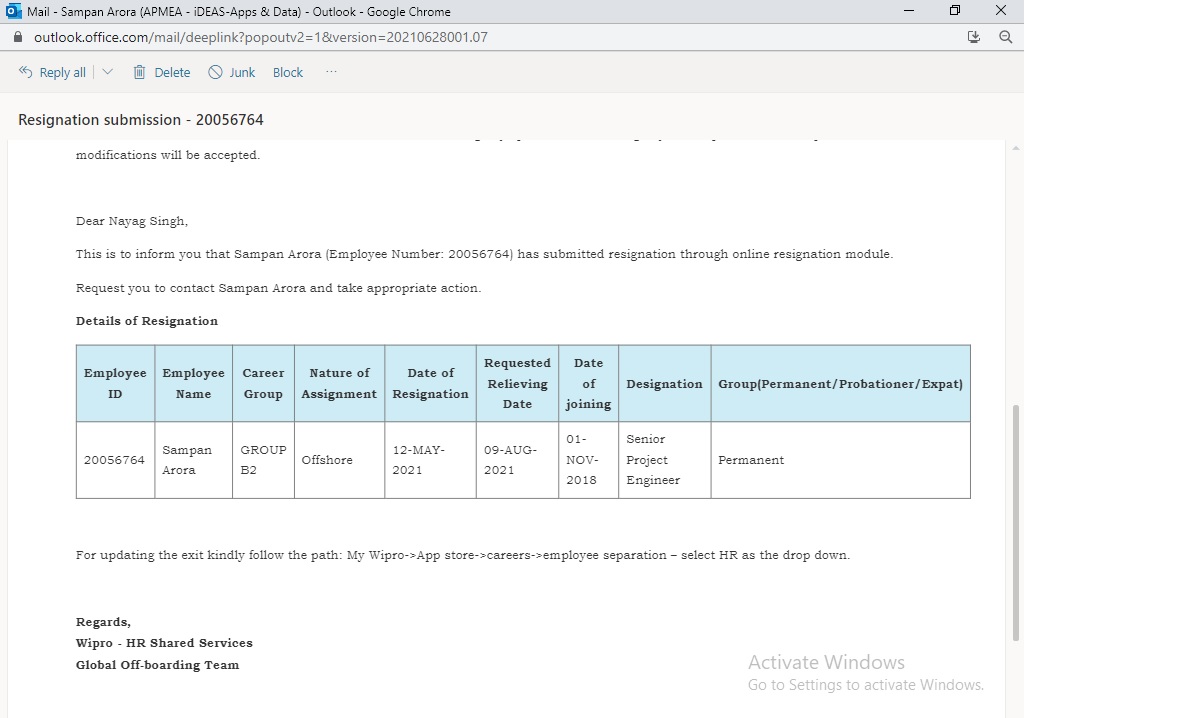 Mail - Sampan Arora (APMEA - iDEAS-Apps & Data) - Outlook - Google Chrome
outlook.office.com/mail/deeplink?popoutv2=1&version=20210628001.07
Reply all Delete Junk Block ...
Resignation submission - 20056764
modifications will be accepted.
Dear Nayag Singh,
This is to inform you that Sampan Arora (Employee Number: 20056764) has submitted resignation through online resignation module.
Request you to contact Sampan Arora and take appropriate action.
Details of Resignation
Employee ID Employee Name Career Group Nature of Assignment Date of Resignation Requested Relieving Date Date of joining Designation Group(Permanent/Probationer/Expat)
20056764 Sampan Arora GROUP B2 Offshore 12-MAY-2021 09-AUG-2021 01-NOV-2018 Senior Project Engineer Permanent
For updating the exit kindly follow the path: My Wipro->App store->careers->employee separation – select HR as the drop down.
Regards,
Wipro - HR Shared Services
Global Off-boarding Team
Activate Windows
Go to Settings to activate Windows.